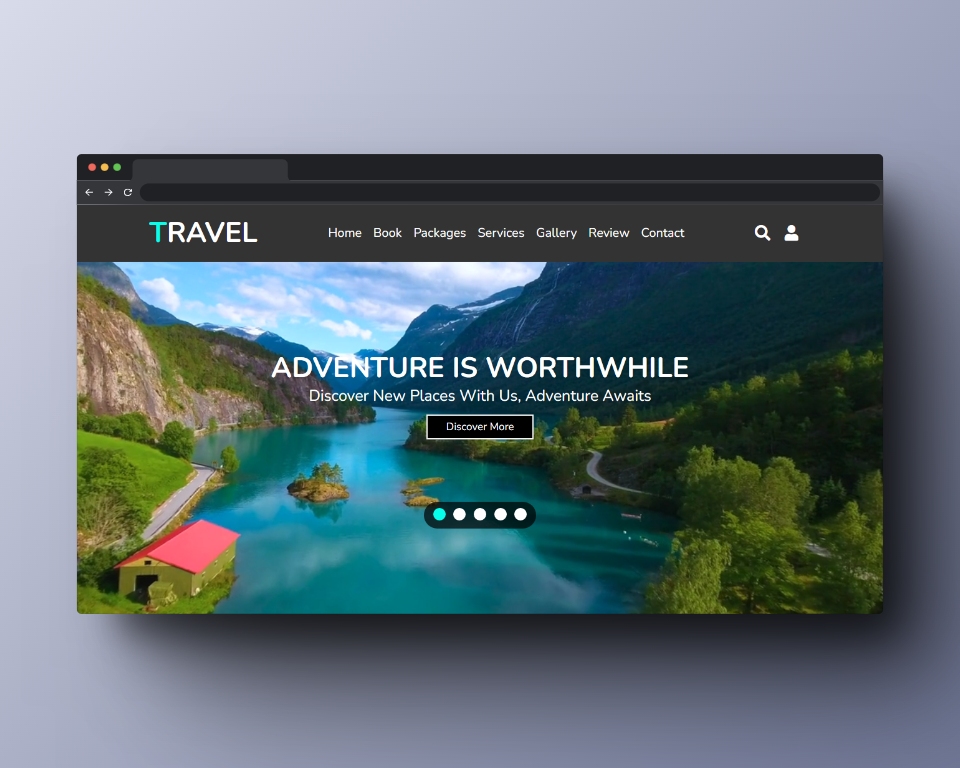 TRAVEL
Home Book Packages Services Gallery Review Contact
ADVENTURE IS WORTHWHILE
Discover New Places With Us, Adventure Awaits
Discover More